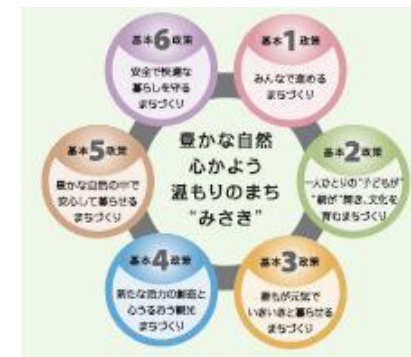 基本1政策
みんなで進める
まちづくり
基本2政策
一人ひとりの“子どもが”
“親が”輝き、文化を
育むまちづくり
基本3政策
誰もが元気で
いきいきと暮らせる
まちづくり
基本4政策
新たな活力の創造と
心うるおう観光
まちづくり
基本5政策
豊かな自然の中で
安心して暮らせる
まちづくり
基本6政策
安全で快適な
暮らしを守る
まちづくり
豊かな自然
心かよう
温もりのまち
“みさき”